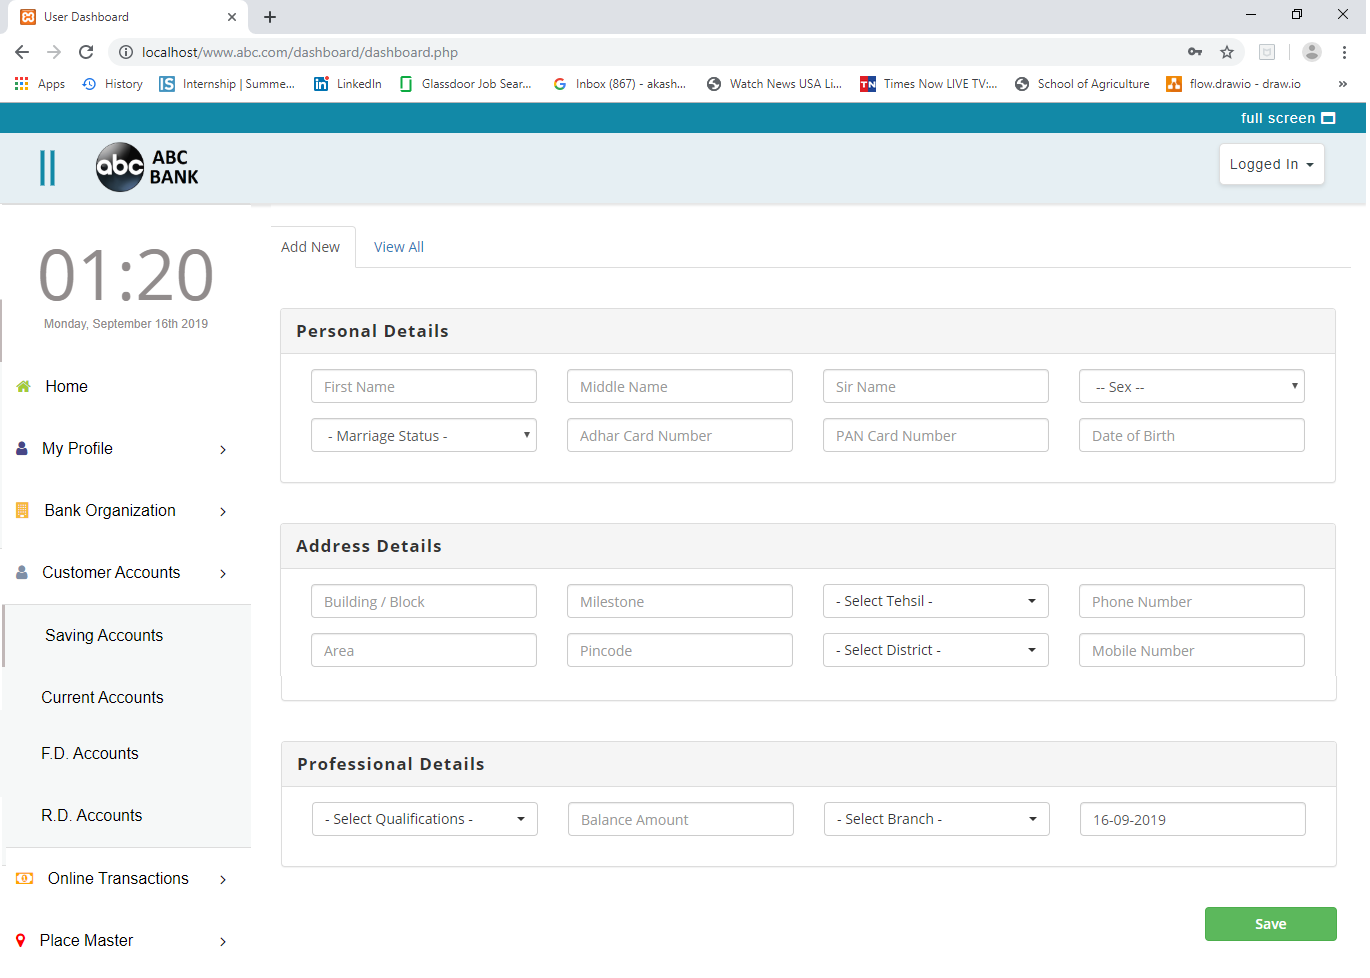 User Dashboard
localhost/www.abc.com/dashboard/dashboard.php
Apps History Internship | Summe... LinkedIn Glassdoor Job Sear... Inbox (867) - akash... Watch News USA Li... TN Times Now LIVE TV:... School of Agriculture flow.drawio - draw.io »
full screen
abc ABC BANK
Logged In
01:20
Monday, September 16th 2019
Home
My Profile
Bank Organization
Customer Accounts
Saving Accounts
Current Accounts
F.D. Accounts
R.D. Accounts
Online Transactions
Place Master
Add New View All
Personal Details
First Name Middle Name Sir Name -- Sex --
- Marriage Status - Adhar Card Number PAN Card Number Date of Birth
Address Details
Building / Block Milestone - Select Tehsil - Phone Number
Area Pincode - Select District - Mobile Number
Professional Details
- Select Qualifications - Balance Amount - Select Branch - 16-09-2019
Save